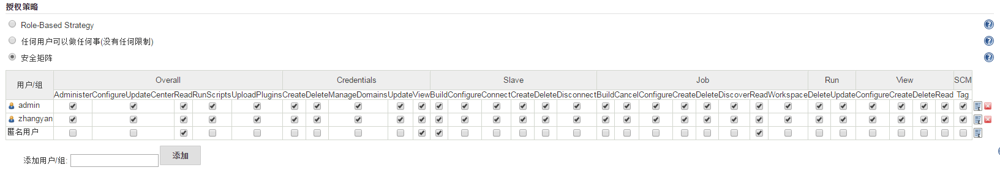 授权策略
Role-Based Strategy
任何用户可以做任何事(没有任何限制)
安全矩阵
用户/组 Overall Credentials Slave Job Run View SCM
Administer ConfigureUpdateCenter Read RunScripts UploadPlugins Create Delete ManageDomains Update View Build Configure Connect Create Delete Disconnect Build Cancel Configure Create Delete Discover Read Workspace Delete Update Configure Create Delete Read Tag
admin
zhangyan
匿名用户
添加用户/组: 添加